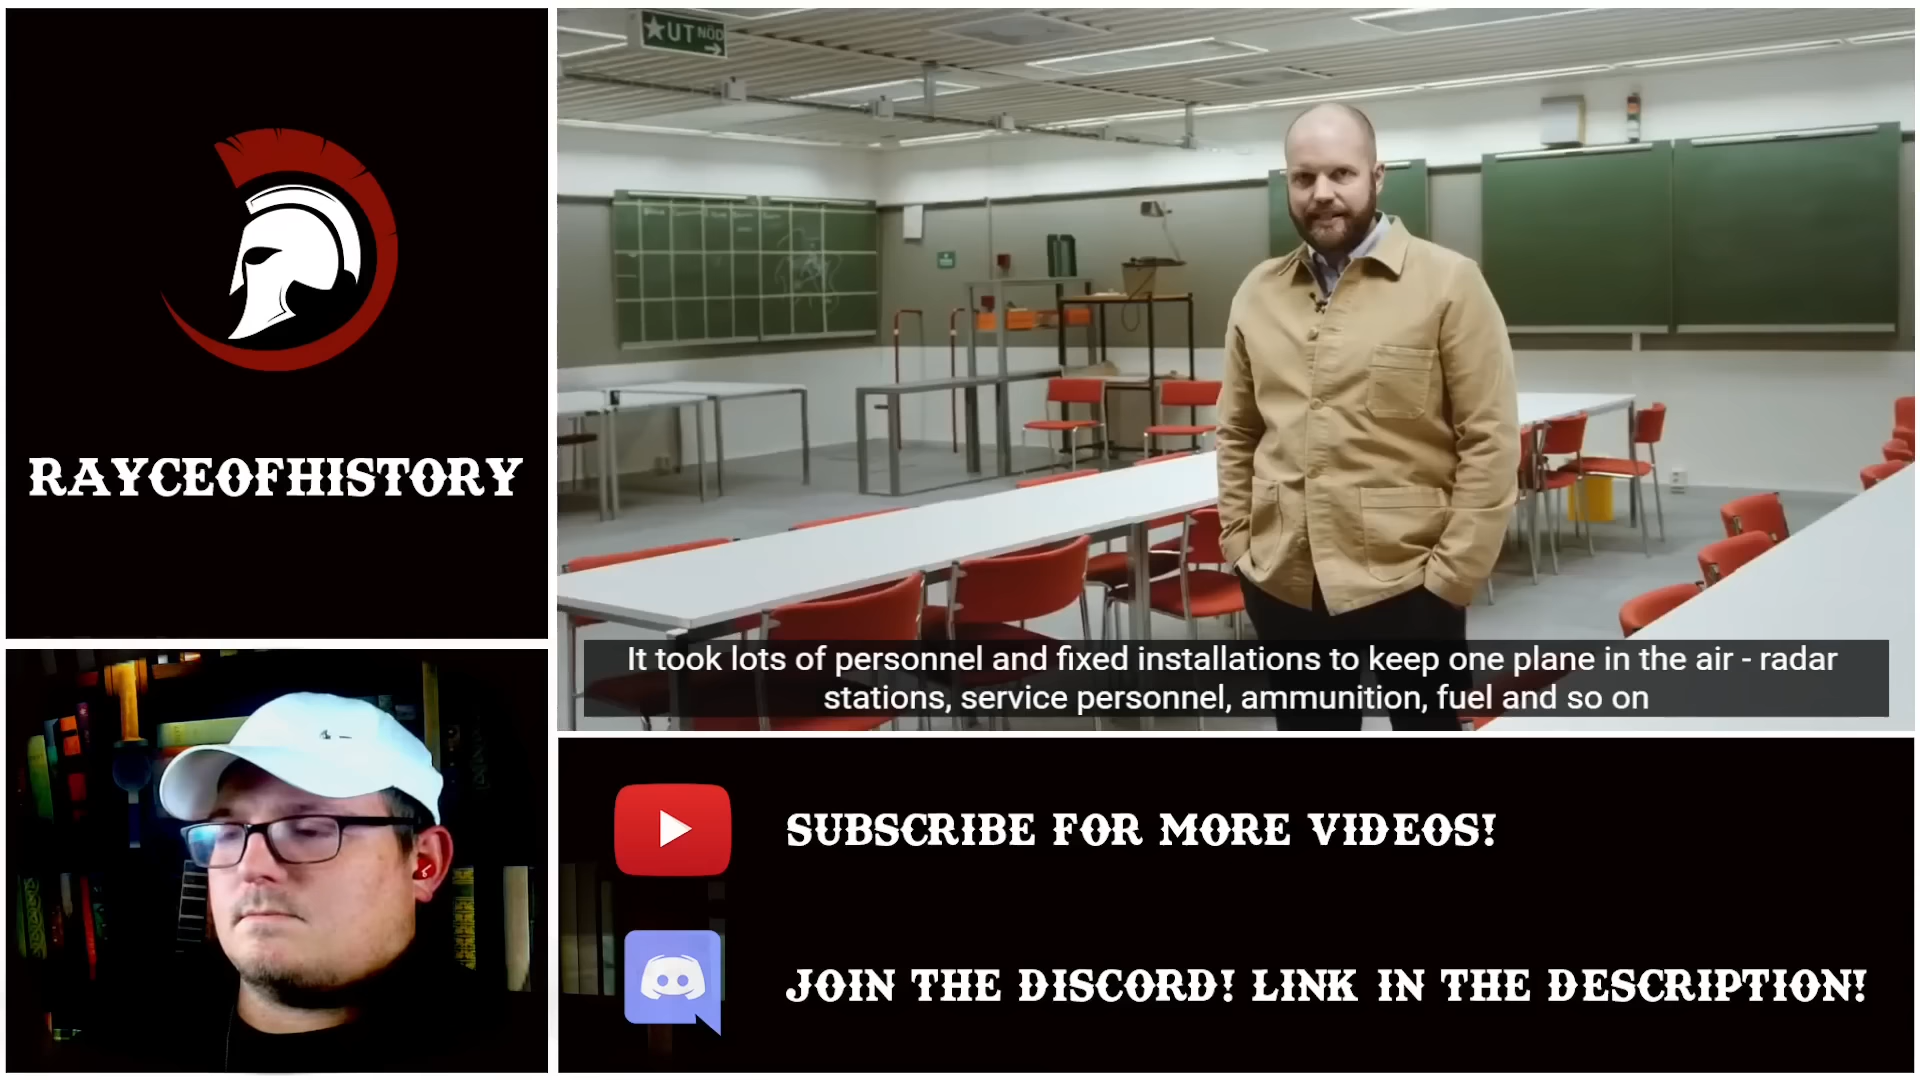 UT NÖD
RAYCEOFHISTORY
It took lots of personnel and fixed installations to keep one plane in the air - radar
stations, service personnel, ammunition, fuel and so on
SUBSCRIBE FOR MORE VIDEOS!
JOIN THE DISCORD! LINK IN THE DESCRIPTION!